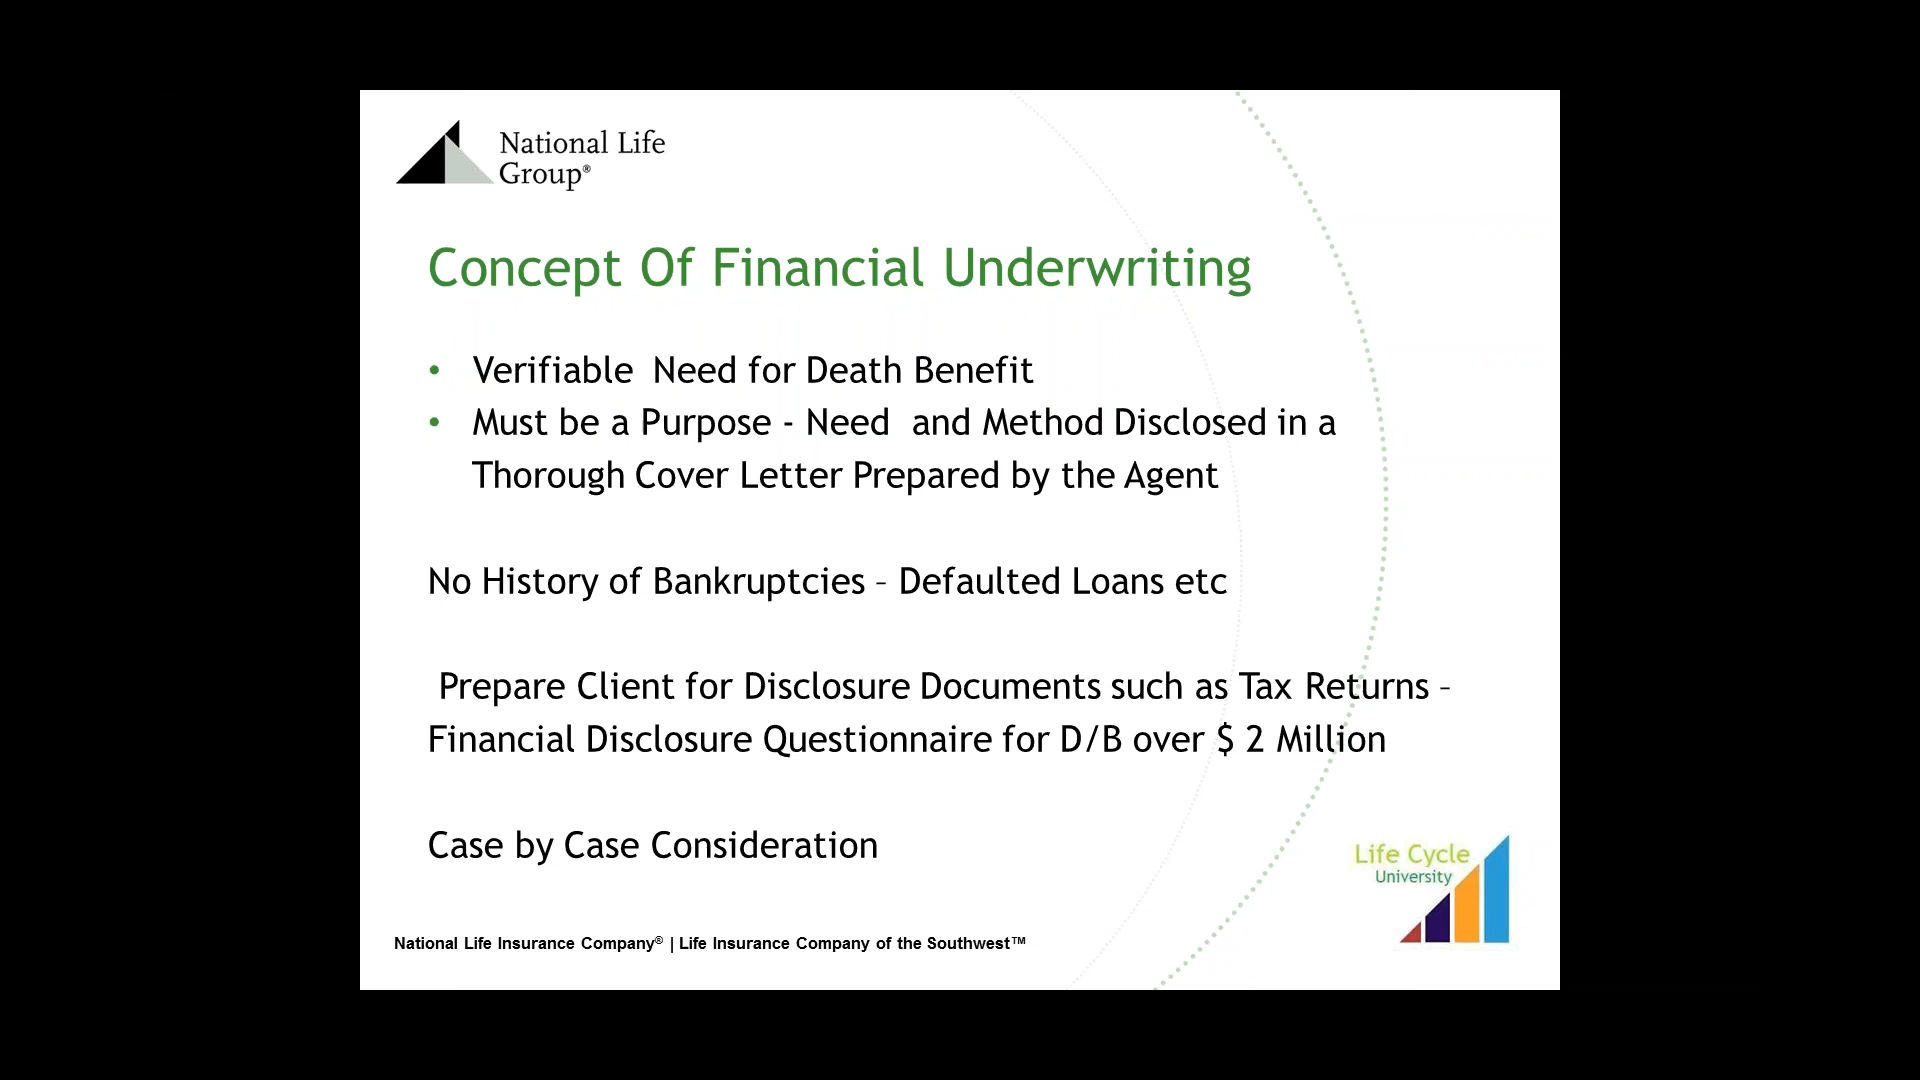 National Life
Group®
Concept Of Financial Underwriting
• Verifiable Need for Death Benefit
• Must be a Purpose - Need and Method Disclosed in a
Thorough Cover Letter Prepared by the Agent
No History of Bankruptcies – Defaulted Loans etc
Prepare Client for Disclosure Documents such as Tax Returns –
Financial Disclosure Questionnaire for D/B over $ 2 Million
Case by Case Consideration
Life Cycle
University
National Life Insurance Company® | Life Insurance Company of the Southwest™